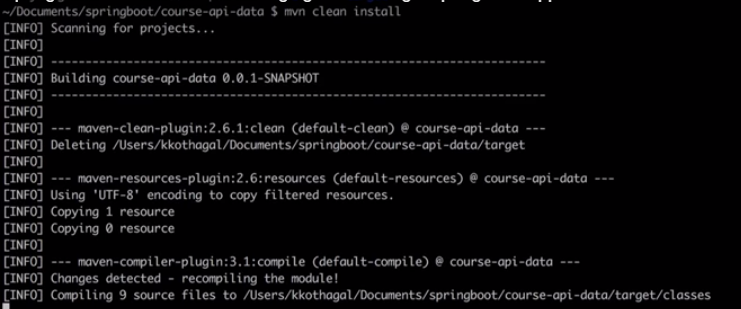 ~/Documents/springboot/course-api-data $ mvn clean install
[INFO] Scanning for projects...
[INFO]
[INFO] ------------------------------------------------------------------------
[INFO] Building course-api-data 0.0.1-SNAPSHOT
[INFO] ------------------------------------------------------------------------
[INFO]
[INFO] --- maven-clean-plugin:2.6.1:clean (default-clean) @ course-api-data ---
[INFO] Deleting /Users/kkothagal/Documents/springboot/course-api-data/target
[INFO]
[INFO] --- maven-resources-plugin:2.6:resources (default-resources) @ course-api-data ---
[INFO] Using 'UTF-8' encoding to copy filtered resources.
[INFO] Copying 1 resource
[INFO] Copying 0 resource
[INFO]
[INFO] --- maven-compiler-plugin:3.1:compile (default-compile) @ course-api-data ---
[INFO] Changes detected - recompiling the module!
[INFO] Compiling 9 source files to /Users/kkothagal/Documents/springboot/course-api-data/target/classes